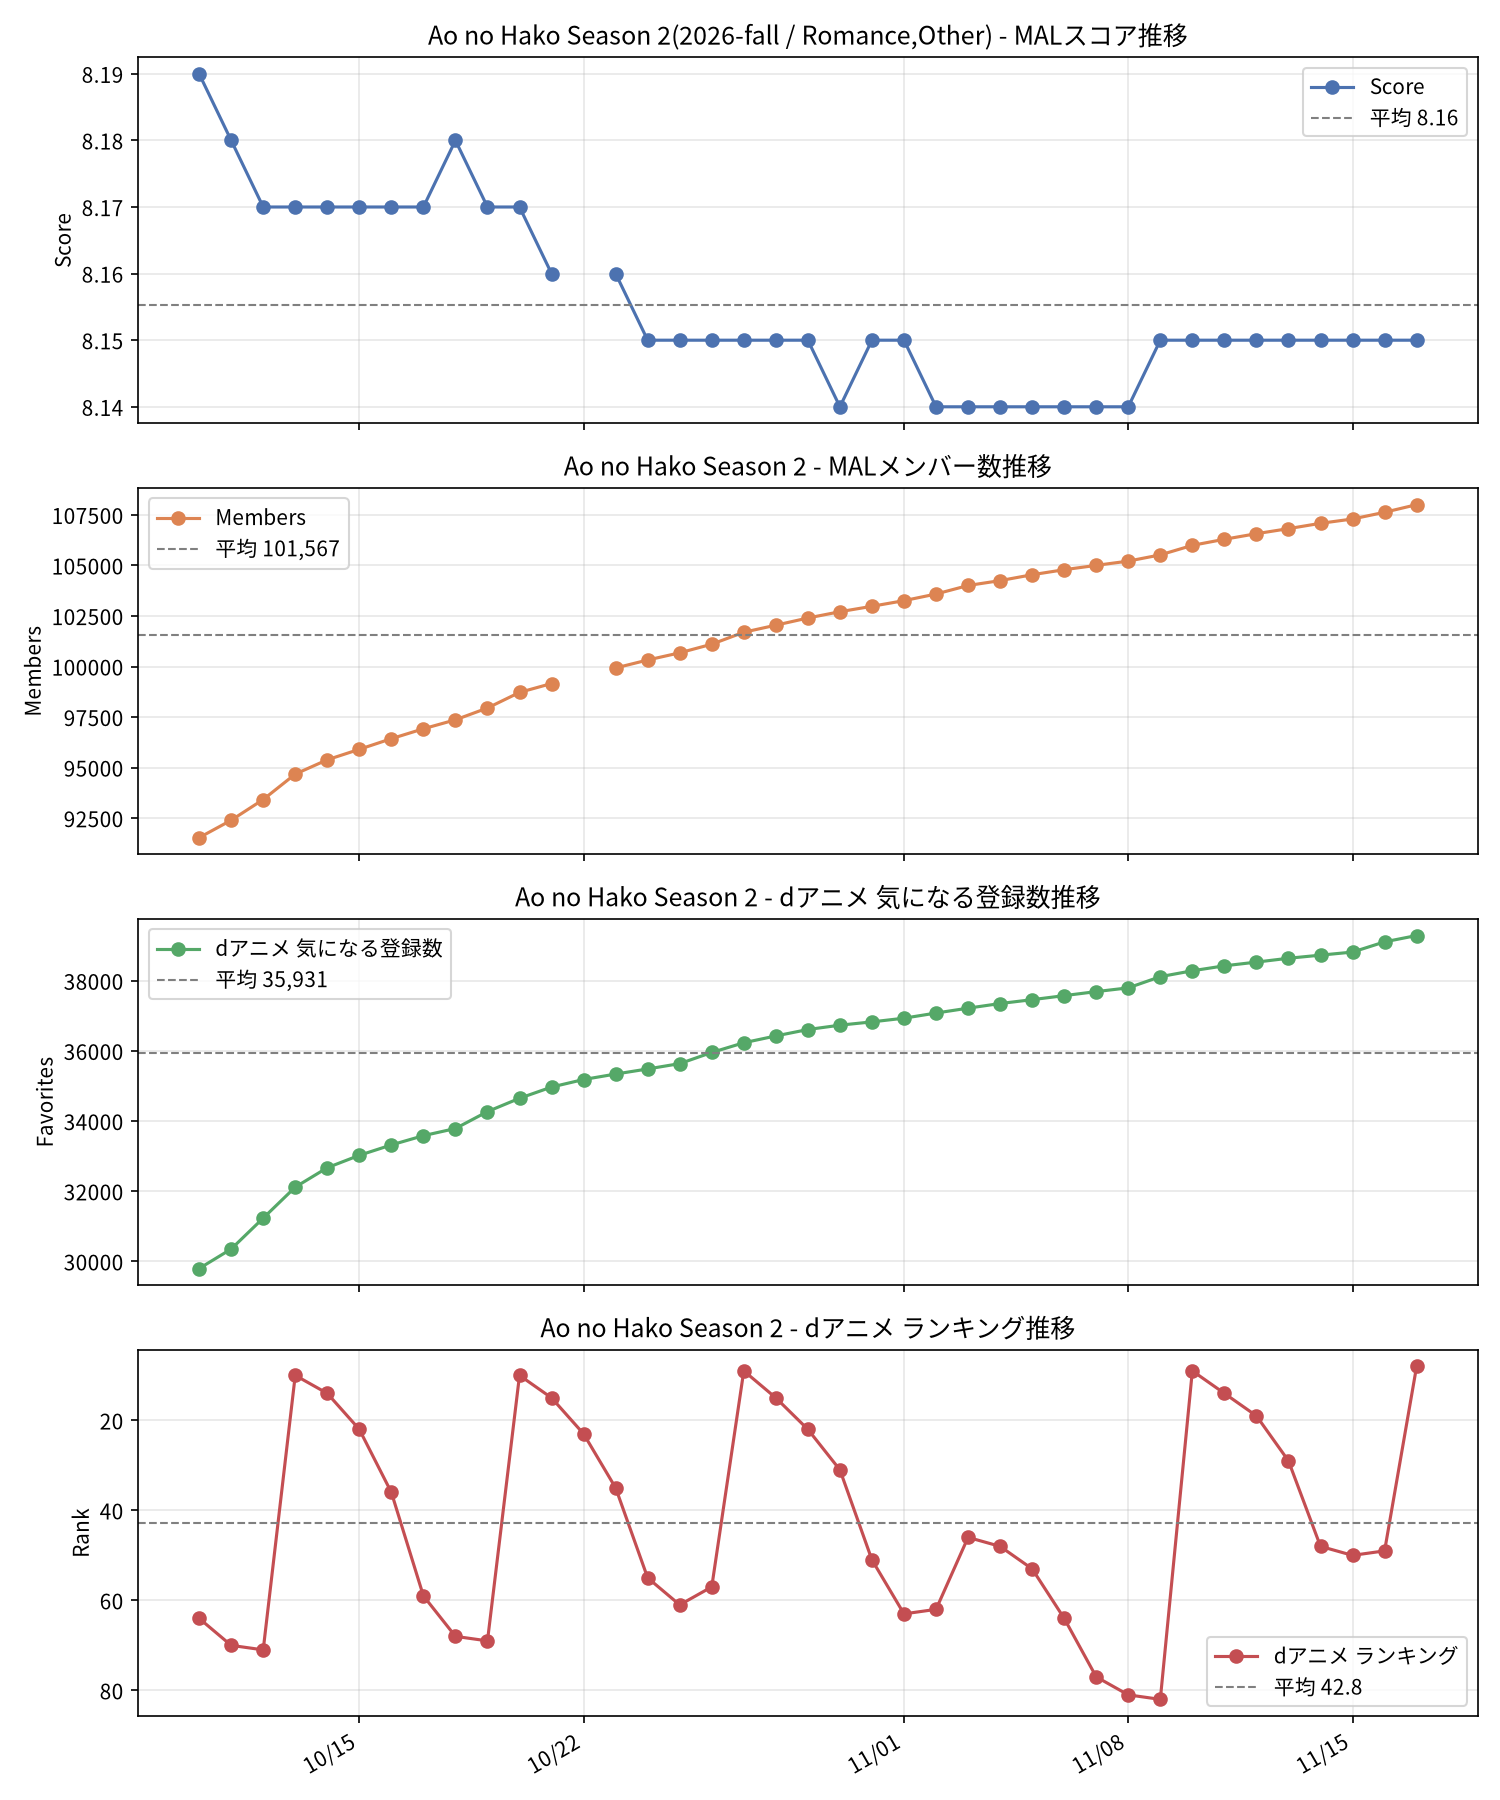 Ao no Hako Season 2(2026-fall / Romance,Other) - MALスコア推移
Score
8.19
8.18
8.17
8.16
8.15
8.14
Score
平均 8.16
Ao no Hako Season 2 - MALメンバー数推移
Members
107500
105000
102500
100000
97500
95000
92500
Members
平均 101,567
Ao no Hako Season 2 - dアニメ 気になる登録数推移
Favorites
38000
36000
34000
32000
30000
dアニメ 気になる登録数
平均 35,931
Ao no Hako Season 2 - dアニメ ランキング推移
Rank
20
40
60
80
dアニメ ランキング
平均 42.8
10/15
10/22
11/01
11/08
11/15